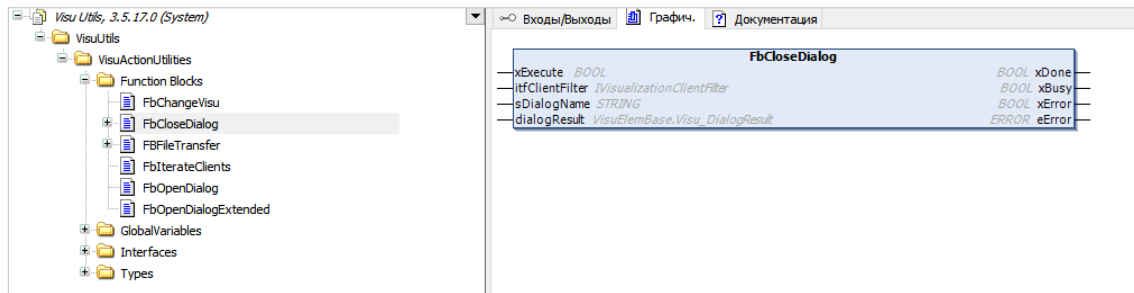 Visu Utils, 3.5.17.0 (System)
VisuUtils
VisuActionUtilities
Function Blocks
FbChangeVisu
FbCloseDialog
FBFileTransfer
FbIterateClients
FbOpenDialog
FbOpenDialogExtended
GlobalVariables
Interfaces
Types
Входы/Выходы Графич. Документация
FbCloseDialog
xExecute BOOL BOOL xDone
itfClientFilter IVisualizationClientFilter BOOL xBusy
sDialogName STRING BOOL xError
dialogResult VisuElemBase.Visu_DialogResult ERROR eError